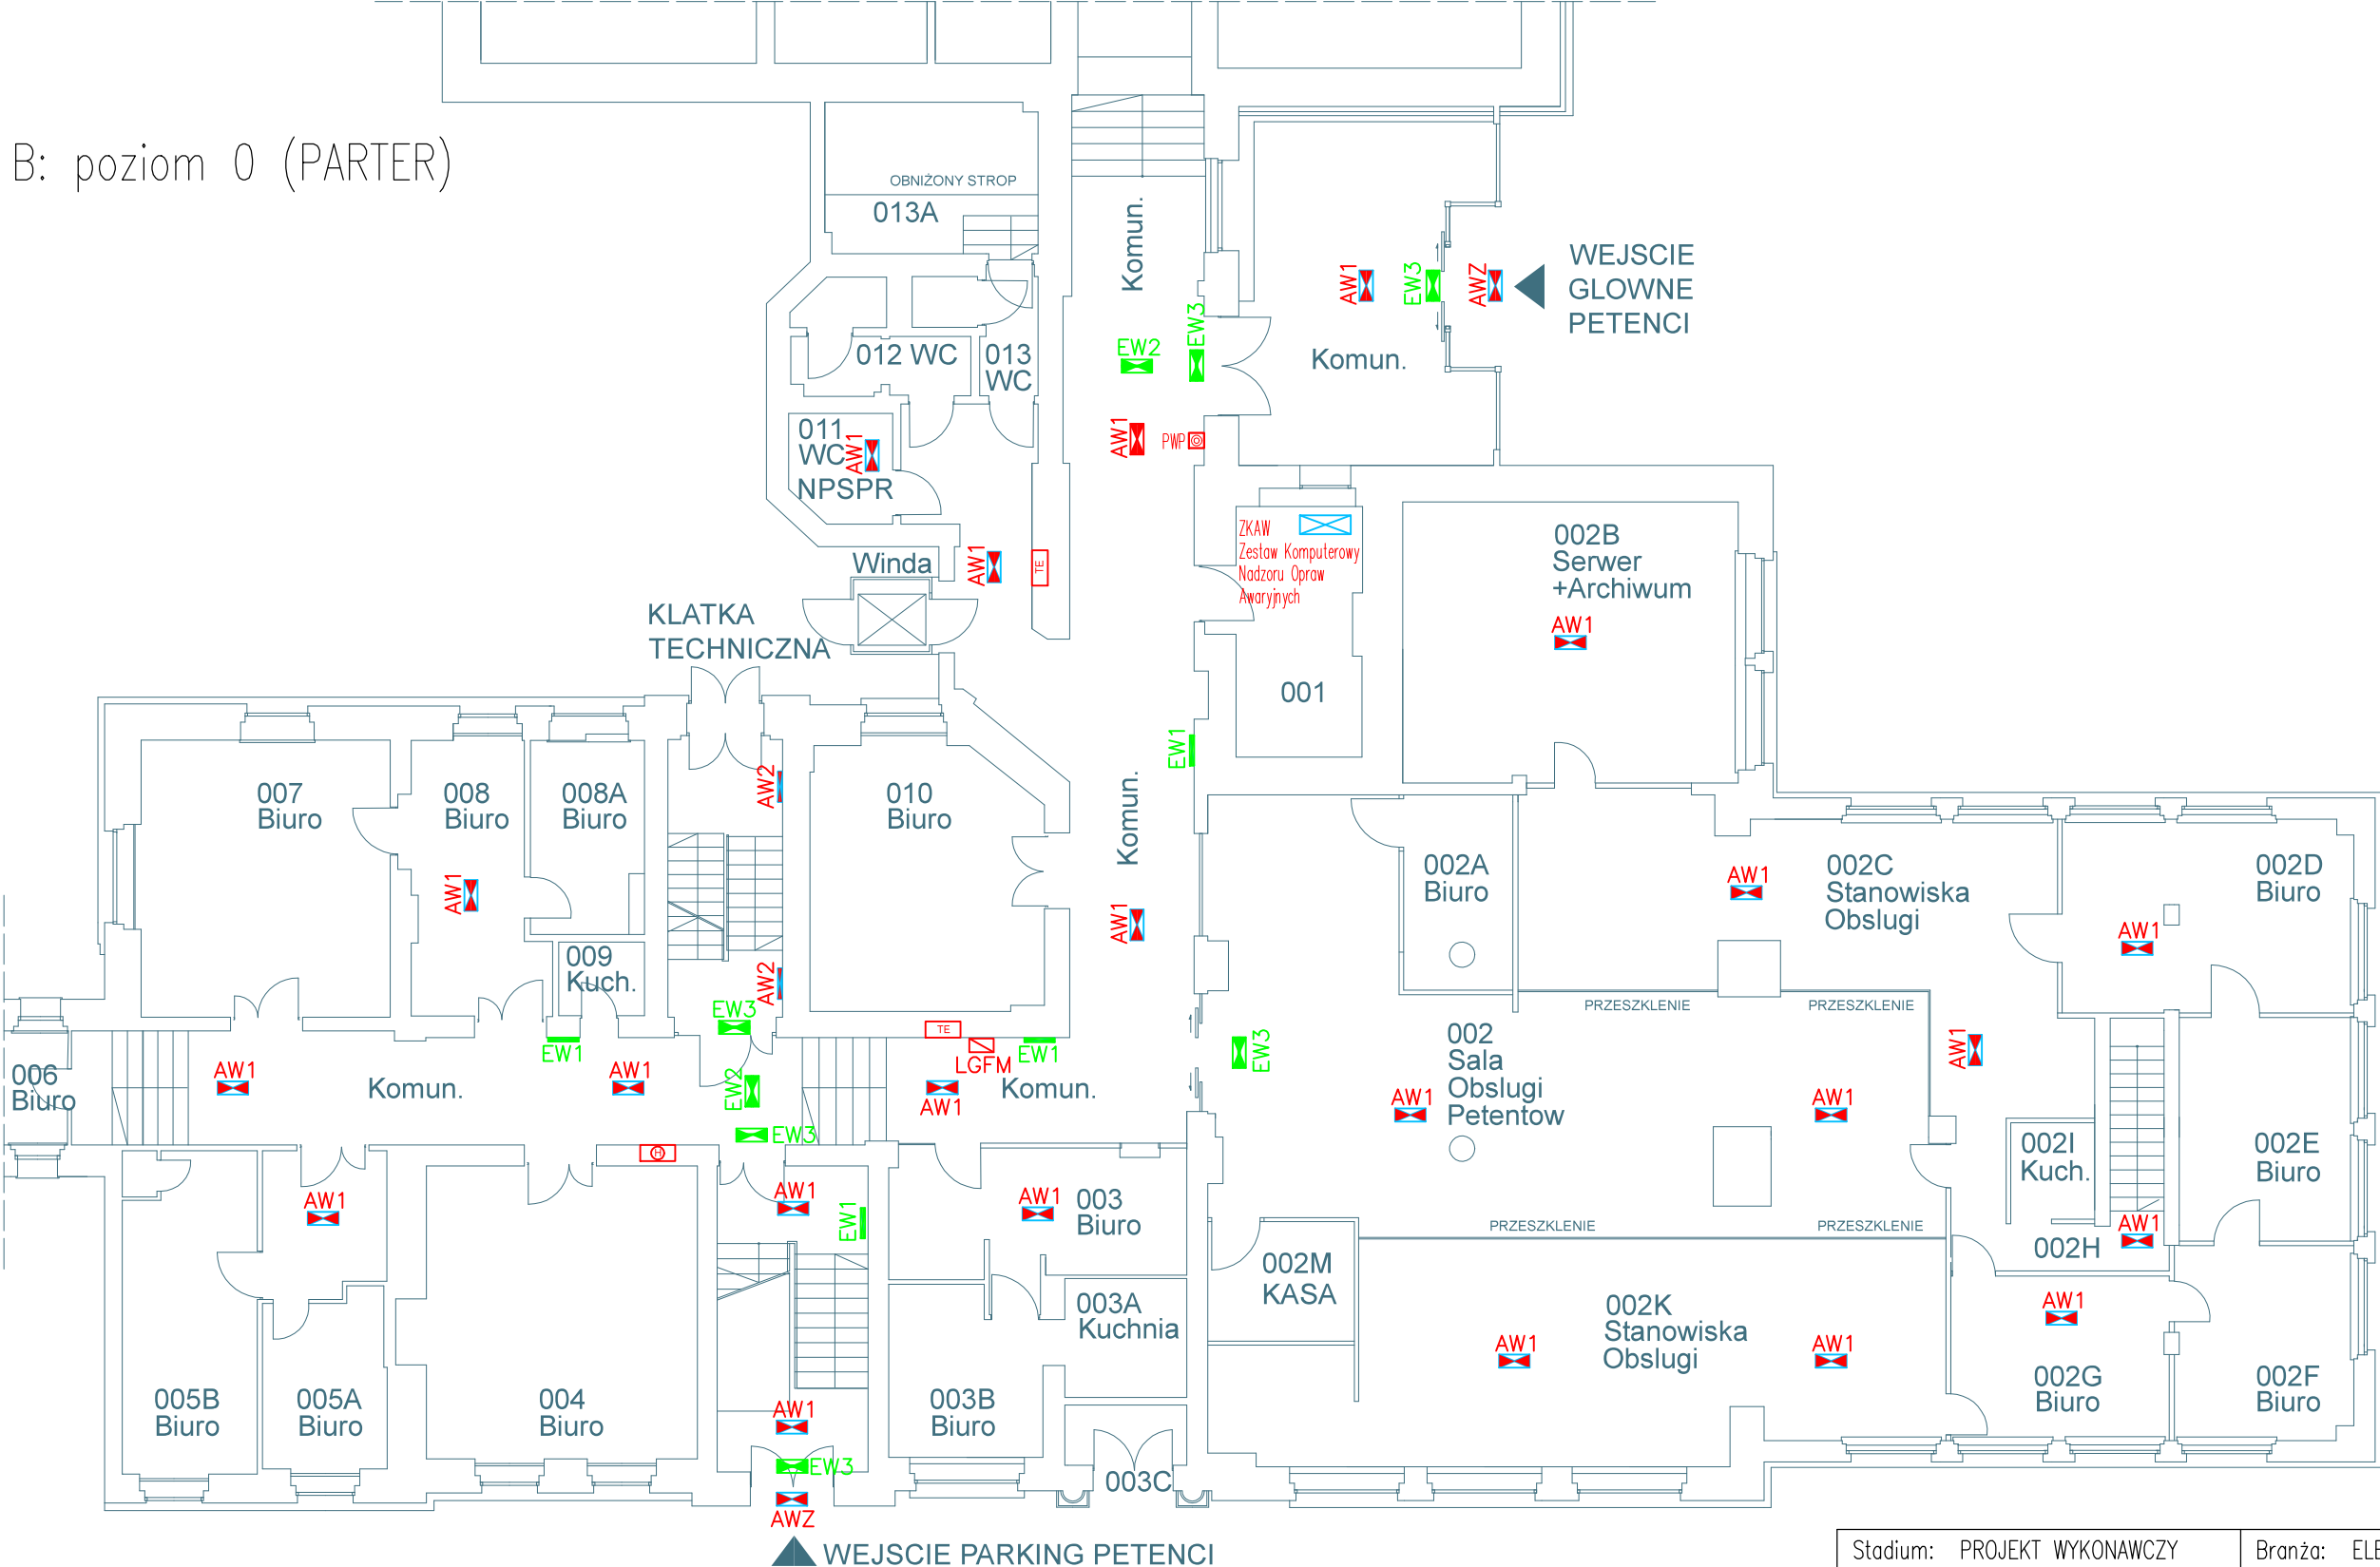 B: poziom 0 (PARTER)
OBNIŻONY STROP
013A
Komun.
WEJSCIE
GLOWNE
PETENCI
AW1
EW3
AWZ
012 WC
013
WC
EW2
EW3
Komun.
011
WC
NPSPR
AW1
AW1
PWP
ZKAW
Zestaw Komputerowy
Nadzoru Opraw
Awaryjnych
002B
Serwer
+Archiwum
AW1
Winda
AW1
TE
KLATKA
TECHNICZNA
001
EW1
007
Biuro
008
Biuro
008A
Biuro
AW2
010
Biuro
Komun.
002A
Biuro
AW1
002C
Stanowiska
Obslugi
002D
Biuro
AW1
AW1
AW1
009
Kuch.
AW2
EW3
TE
LGFM
EW1
EW1
PRZESZKLENIE
PRZESZKLENIE
002
Sala
Obslugi
Petentow
EW3
AW1
006
Biuro
AW1
Komun.
AW1
EW2
AW1
Komun.
AW1
AW1
EW3
H
002I
Kuch.
002E
Biuro
AW1
AW1
EW1
AW1
003
Biuro
PRZESZKLENIE
PRZESZKLENIE
AW1
002H
002M
KASA
003A
Kuchnia
002K
Stanowiska
Obslugi
AW1
AW1
AW1
005B
Biuro
005A
Biuro
004
Biuro
AW1
003B
Biuro
002G
Biuro
002F
Biuro
EW3
003C
AWZ
WEJSCIE PARKING PETENCI
Stadium: PROJEKT WYKONAWCZY
Branża: